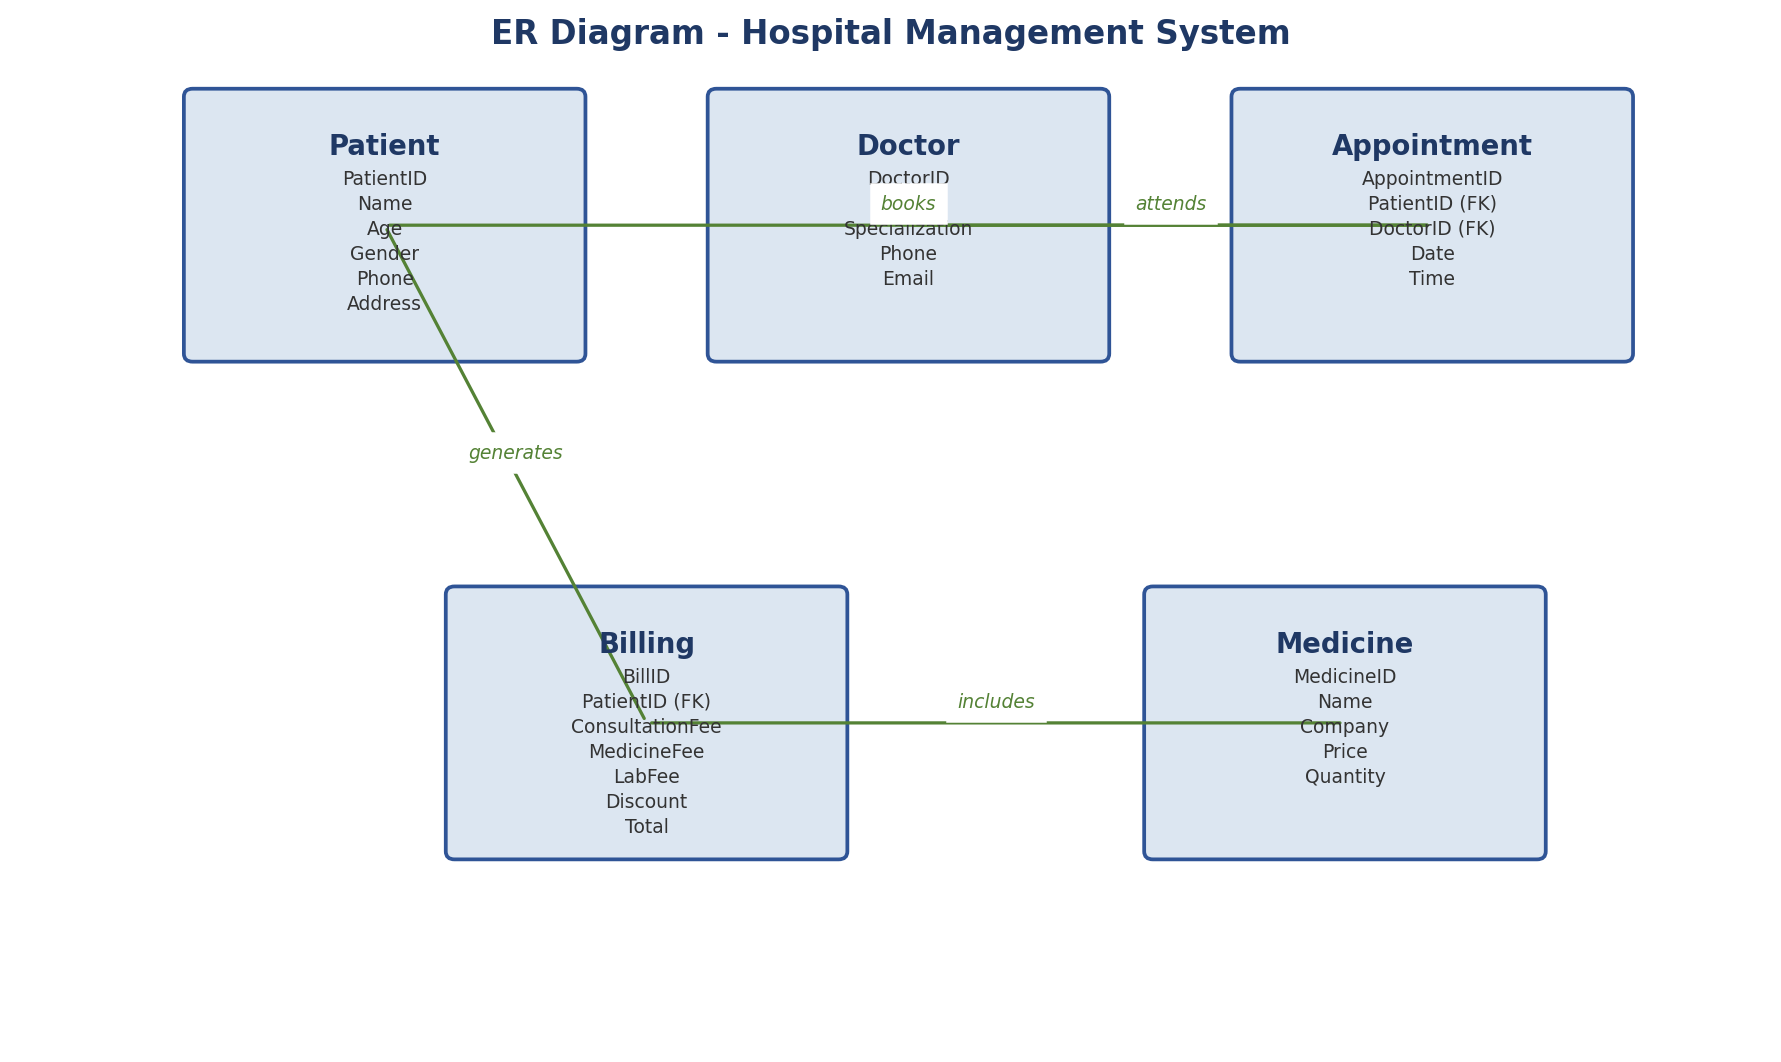 ER Diagram - Hospital Management System
Patient
PatientID
Name
Age
Gender
Phone
Address
Doctor
DoctorID
books
Specialization
Phone
Email
attends
Appointment
AppointmentID
PatientID (FK)
DoctorID (FK)
Date
Time
generates
Billing
BillID
PatientID (FK)
ConsultationFee
MedicineFee
LabFee
Discount
Total
includes
Medicine
MedicineID
Name
Company
Price
Quantity